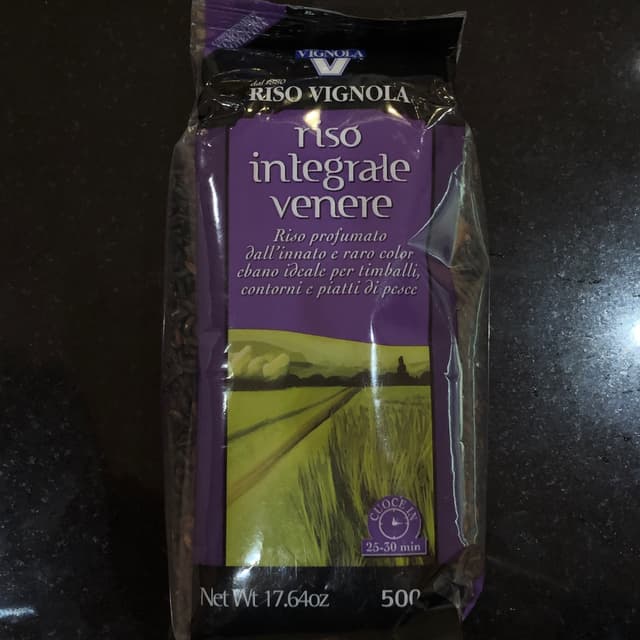 VIGNOLA
dal 1880
RISO VIGNOLA
riso
integrale
venere
Riso profumato
dall'innato e raro color
ebano ideale per timballi,
contorni e piatti di pesce
CUOCE IN
25-30 min
Net Wt 17.64oz 500